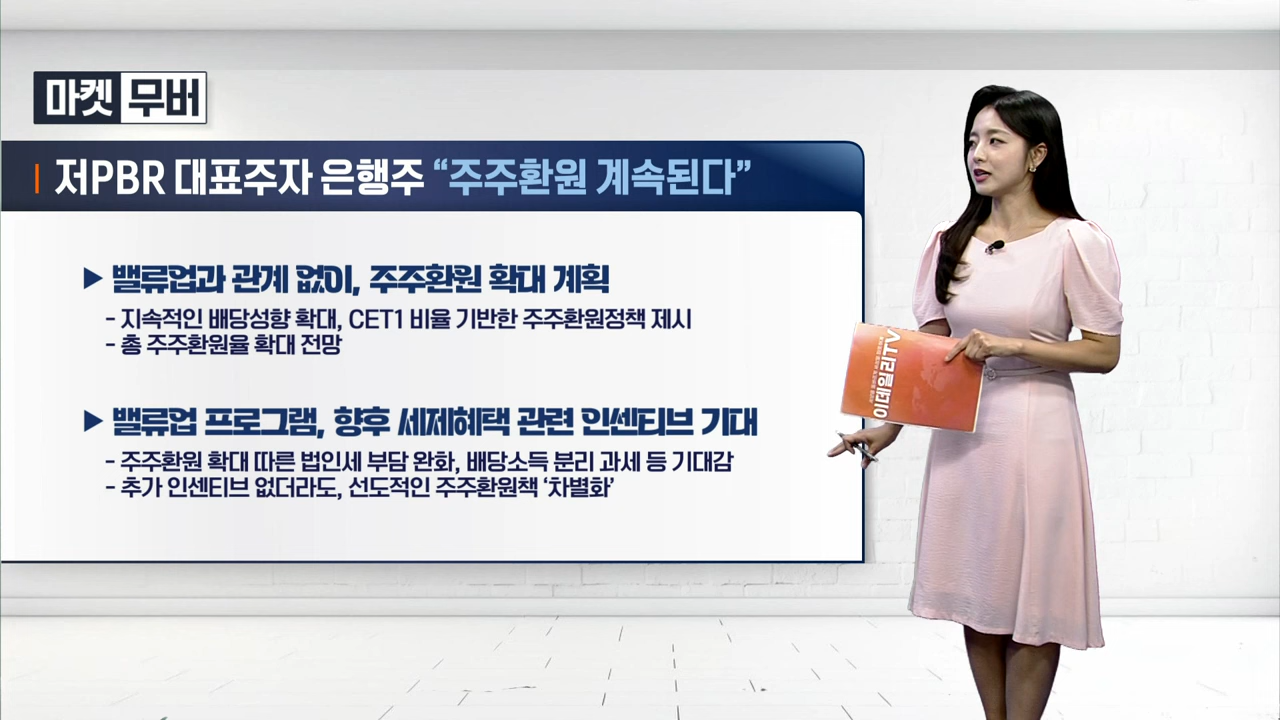 마켓 무버
저PBR 대표주자 은행주 “주주환원 계속된다”
▶ 밸류업과 관계 없이, 주주환원 확대 계획
- 지속적인 배당성향 확대, CET1 비율 기반한 주주환원정책 제시
- 총 주주환원율 확대 전망
▶ 밸류업 프로그램, 향후 세제혜택 관련 인센티브 기대
- 주주환원 확대 따른 법인세 부담 완화, 배당소득 분리 과세 등 기대감
- 추가 인센티브 없더라도, 선도적인 주주환원책 ‘차별화’
이데일리TV